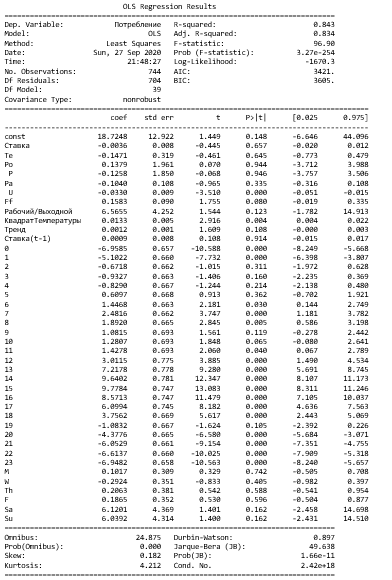 OLS Regression Results
Dep. Variable: Потребление R-squared: 0.843
Model: OLS Adj. R-squared: 0.834
Method: Least Squares F-statistic: 96.90
Date: Sun, 27 Sep 2020 Prob (F-statistic): 3.27e-254
Time: 21:48:27 Log-Likelihood: -1670.3
No. Observations: 744 AIC: 3421.
Df Residuals: 704 BIC: 3605.
Df Model: 39
Covariance Type: nonrobust
coef std err t P>|t| [0.025 0.975]
const 18.7248 12.922 1.449 0.148 -6.646 44.096
Ставка -0.0036 0.008 -0.445 0.657 -0.020 0.012
Te -0.1471 0.319 -0.461 0.645 -0.773 0.479
Po 0.1379 1.961 0.070 0.944 -3.712 3.988
P -0.1258 1.850 -0.068 0.946 -3.757 3.506
Pa -0.1040 0.108 -0.965 0.335 -0.316 0.108
U -0.0330 0.009 -3.510 0.000 -0.051 -0.015
Ff 0.1583 0.090 1.755 0.080 -0.019 0.335
Рабочий/Выходной 6.5655 4.252 1.544 0.123 -1.782 14.913
КвадратТемпературы 0.0133 0.005 2.916 0.004 0.004 0.022
Тренд 0.0012 0.001 1.609 0.108 -0.000 0.003
Ставка(t-1) 0.0009 0.008 0.108 0.914 -0.015 0.017
0 -6.9585 0.657 -10.588 0.000 -8.249 -5.668
1 -5.1022 0.660 -7.732 0.000 -6.398 -3.807
2 -0.6718 0.662 -1.015 0.311 -1.972 0.628
3 -0.9327 0.663 -1.406 0.160 -2.235 0.369
4 -0.8290 0.667 -1.244 0.214 -2.138 0.480
5 0.6097 0.668 0.913 0.362 -0.702 1.921
6 1.4468 0.663 2.181 0.030 0.144 2.749
7 2.4816 0.662 3.747 0.000 1.181 3.782
8 1.8920 0.665 2.845 0.005 0.586 3.198
9 1.0815 0.693 1.561 0.119 -0.278 2.442
10 1.2807 0.693 1.848 0.065 -0.080 2.641
11 1.4278 0.693 2.060 0.040 0.067 2.789
12 3.0115 0.775 3.885 0.000 1.490 4.534
13 7.2178 0.778 9.280 0.000 5.691 8.745
14 9.6402 0.781 12.347 0.000 8.107 11.173
15 9.7784 0.747 13.083 0.000 8.311 11.246
16 8.5713 0.747 11.479 0.000 7.105 10.037
17 6.0994 0.745 8.182 0.000 4.636 7.563
18 3.7562 0.669 5.617 0.000 2.443 5.069
19 -1.0832 0.667 -1.624 0.105 -2.392 0.226
20 -4.3776 0.665 -6.580 0.000 -5.684 -3.071
21 -6.0529 0.661 -9.154 0.000 -7.351 -4.755
22 -6.6137 0.660 -10.025 0.000 -7.909 -5.318
23 -6.9482 0.658 -10.563 0.000 -8.240 -5.657
M 0.1017 0.309 0.329 0.742 -0.505 0.708
W -0.2924 0.351 -0.833 0.405 -0.982 0.397
Th 0.2063 0.381 0.542 0.588 -0.541 0.954
F 0.1865 0.352 0.530 0.596 -0.504 0.877
Sa 6.1201 4.369 1.401 0.162 -2.458 14.698
Su 6.0392 4.314 1.400 0.162 -2.431 14.510
Omnibus: 24.875 Durbin-Watson: 0.897
Prob(Omnibus): 0.000 Jarque-Bera (JB): 49.638
Skew: 0.182 Prob(JB): 1.66e-11
Kurtosis: 4.212 Cond. No. 2.42e+18